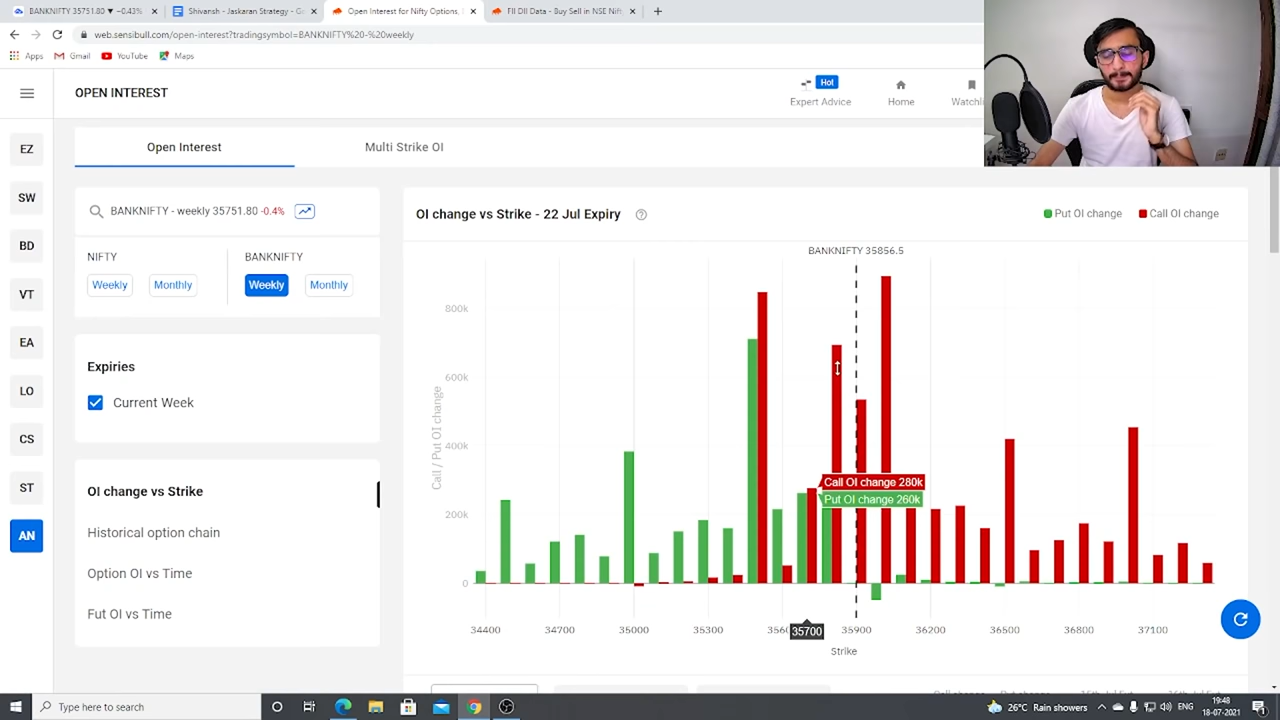 BANKNIFTY 35751.80 ▼ −0.43%
Shivansh - Jaskaran Strategy - Go
Open Interest for Nifty Options,
FII DII Data - Buy Sell in NSE Nif
web.sensibull.com/open-interest?tradingsymbol=BANKNIFTY%20-%20weekly
Apps
Gmail
YouTube
Maps
OPEN INTEREST
Hot
Expert Advice
Home
Watchli
EZ
SW
BD
VT
EA
LO
CS
ST
AN
Open Interest
Multi Strike OI
BANKNIFTY - weekly 35751.80 -0.4%
NIFTY
BANKNIFTY
Weekly
Monthly
Weekly
Monthly
Expiries
Current Week
OI change vs Strike
Historical option chain
Option OI vs Time
Fut OI vs Time
OI change vs Strike - 22 Jul Expiry
Put OI change
Call OI change
BANKNIFTY 35856.5
Call / Put OI change
800k
600k
400k
200k
0
Call OI change 280k
Put OI change 260k
34400
34700
35000
35300
3560
35700
35900
36200
36500
36800
37100
Strike
Type here to search
26°C Rain showers
ENG
19:48
18-07-2021